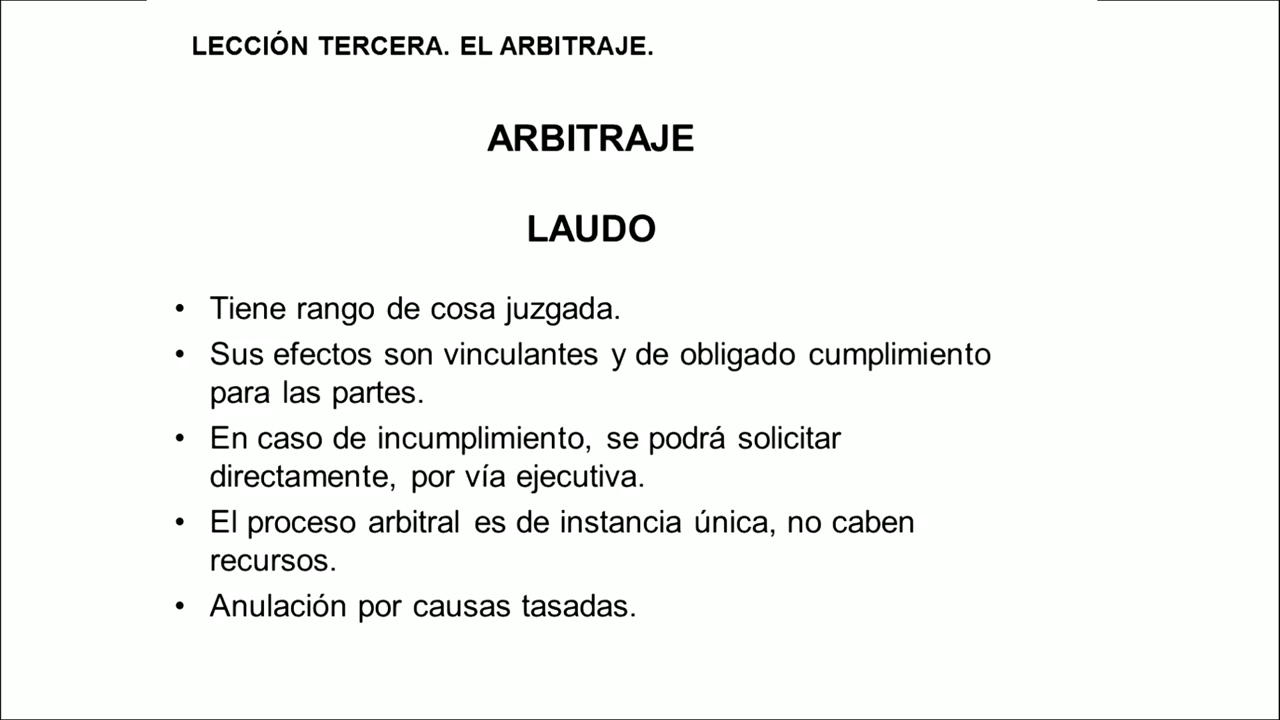 LECCIÓN TERCERA. EL ARBITRAJE.
ARBITRAJE
LAUDO
• Tiene rango de cosa juzgada.
• Sus efectos son vinculantes y de obligado cumplimiento
para las partes.
• En caso de incumplimiento, se podrá solicitar
directamente, por vía ejecutiva.
• El proceso arbitral es de instancia única, no caben
recursos.
• Anulación por causas tasadas.